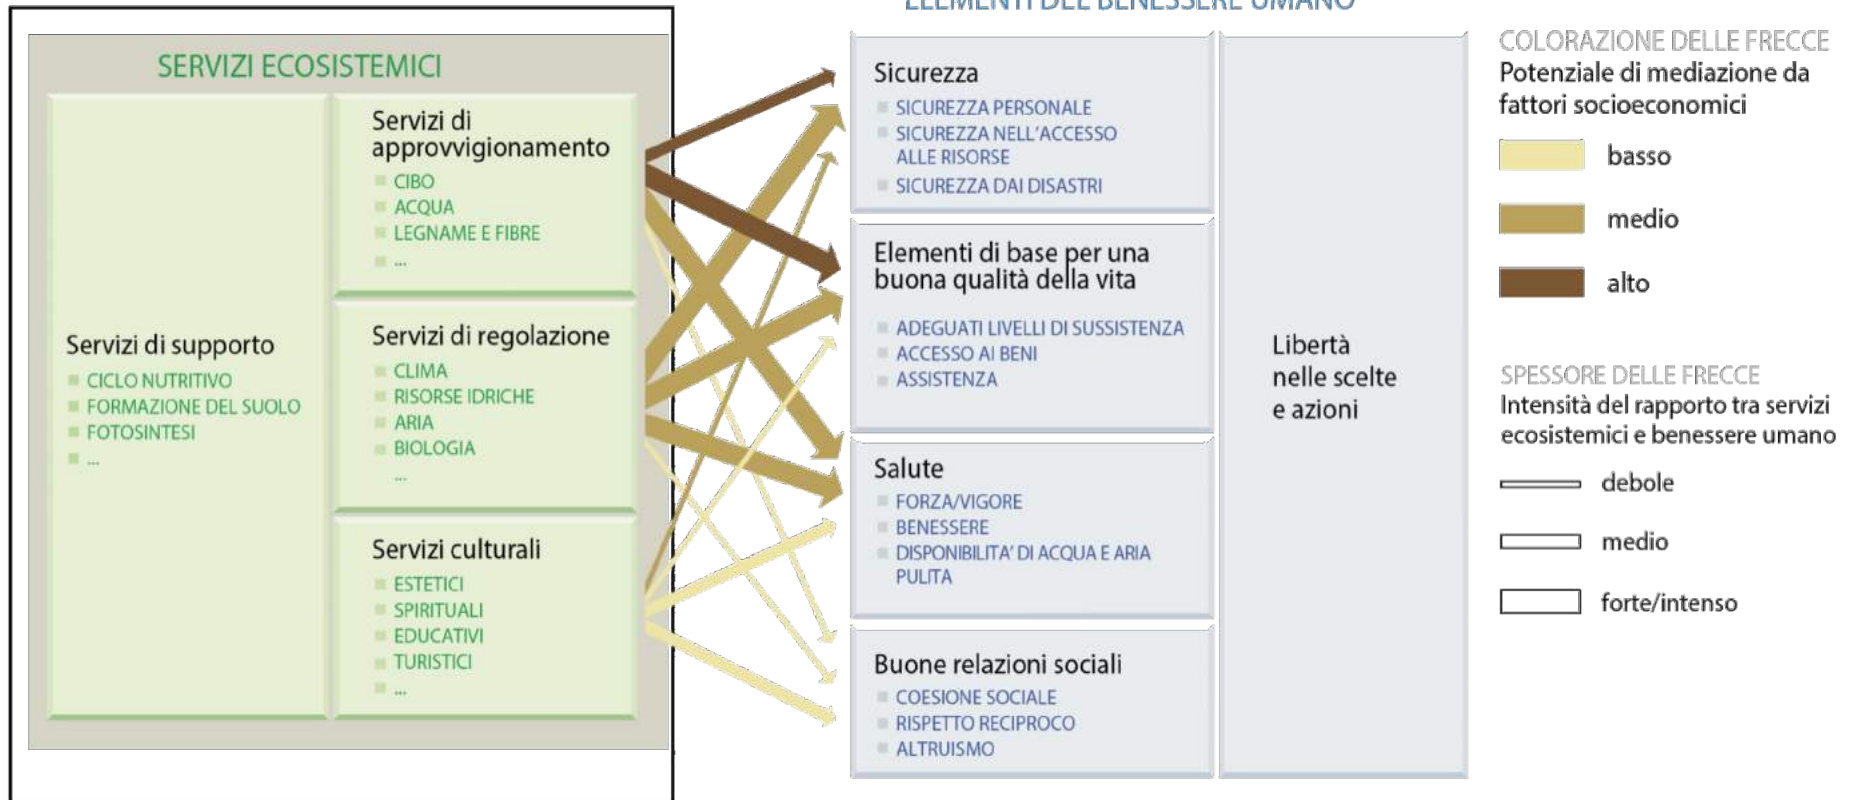 ELEMENTI DEL BENESSERE UMANO
SERVIZI ECOSISTEMICI
Servizi di supporto
CICLO NUTRITIVO
FORMAZIONE DEL SUOLO
FOTOSINTESI
...
Servizi di
approvvigionamento
CIBO
ACQUA
LEGNAME E FIBRE
...
Servizi di regolazione
CLIMA
RISORSE IDRICHE
ARIA
BIOLOGIA
...
Servizi culturali
ESTETICI
SPIRITUALI
EDUCATIVI
TURISTICI
...
Sicurezza
SICUREZZA PERSONALE
SICUREZZA NELL'ACCESSO
ALLE RISORSE
SICUREZZA DAI DISASTRI
Elementi di base per una
buona qualità della vita
ADEGUATI LIVELLI DI SUSSISTENZA
ACCESSO AI BENI
ASSISTENZA
Salute
FORZA/VIGORE
BENESSERE
DISPONIBILITA' DI ACQUA E ARIA
PULITA
Buone relazioni sociali
COESIONE SOCIALE
RISPETTO RECIPROCO
ALTRUISMO
Libertà
nelle scelte
e azioni
COLORAZIONE DELLE FRECCE
Potenziale di mediazione da
fattori socioeconomici
basso
medio
alto
SPESSORE DELLE FRECCE
Intensità del rapporto tra servizi
ecosistemici e benessere umano
debole
medio
forte/intenso